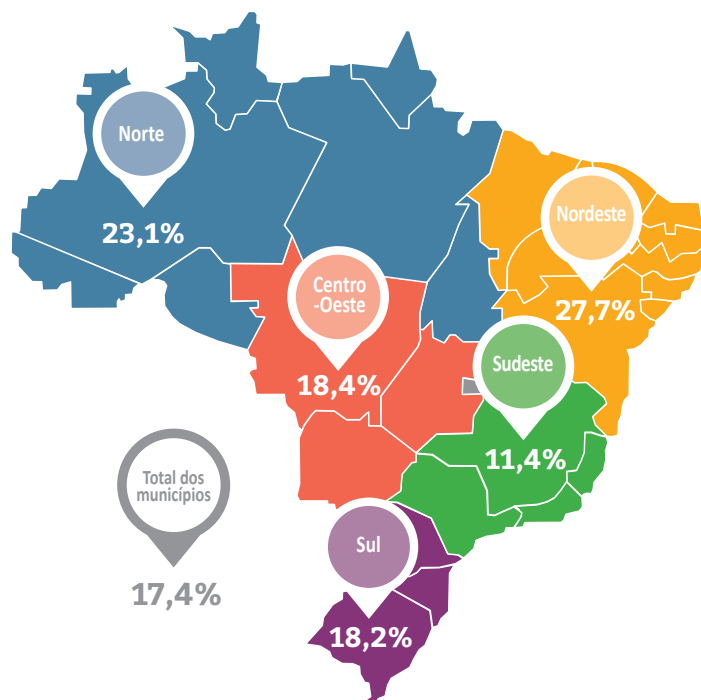 Norte
23,1%
Nordeste
27,7%
Centro
-Oeste
18,4%
Sudeste
11,4%
Total dos
municípios
17,4%
Sul
18,2%